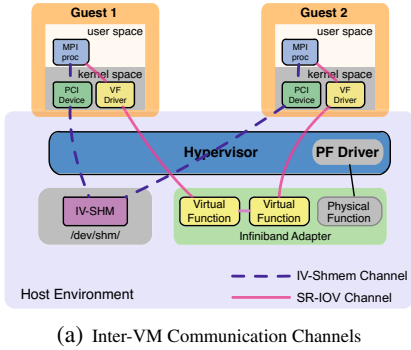 Guest 1
Guest 2
user space
user space
MPI
proc
MPI
proc
kernel space
kernel space
PCI
Device
VF
Driver
PCI
Device
VF
Driver
Hypervisor
PF Driver
IV-SHM
Virtual
Function
Virtual
Function
Physical
Function
/dev/shm/
Infiniband Adapter
IV-Shmem Channel
Host Environment
SR-IOV Channel
(a) Inter-VM Communication Channels